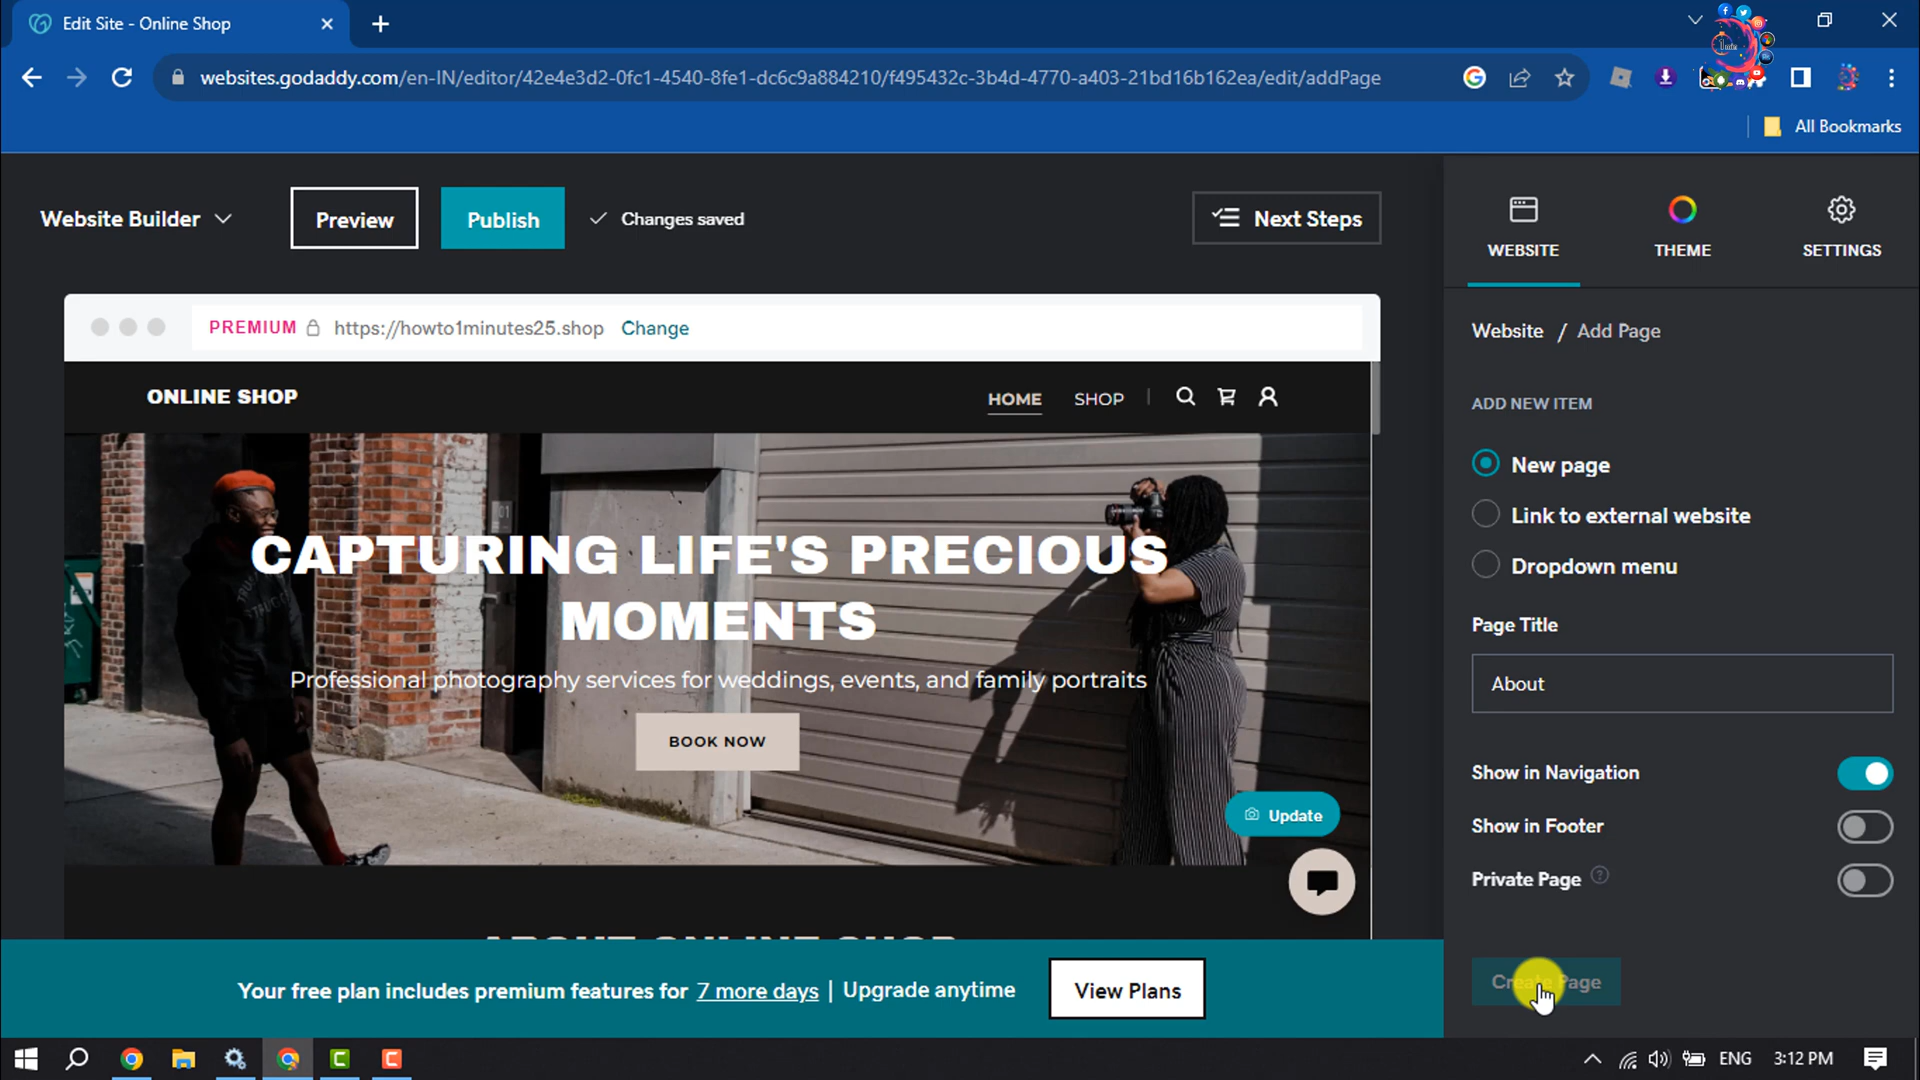 Edit Site - Online Shop
websites.godaddy.com/en-IN/editor/42e4e3d2-0fc1-4540-8fe1-dc6c9a884210/f495432c-3b4d-4770-a403-21bd16b162ea/edit/addPage
All Bookmarks
Website Builder
Preview
Publish
Changes saved
Next Steps
WEBSITE
THEME
SETTINGS
PREMIUM https://howto1minutes25.shop Change
ONLINE SHOP
HOME
SHOP
CAPTURING LIFE'S PRECIOUS
MOMENTS
Professional photography services for weddings, events, and family portraits
BOOK NOW
Update
ABOUT ONLINE SHOP
Website / Add Page
ADD NEW ITEM
New page
Link to external website
Dropdown menu
Page Title
About
Show in Navigation
Show in Footer
Private Page
Create Page
Your free plan includes premium features for 7 more days | Upgrade anytime
View Plans
ENG
3:12 PM